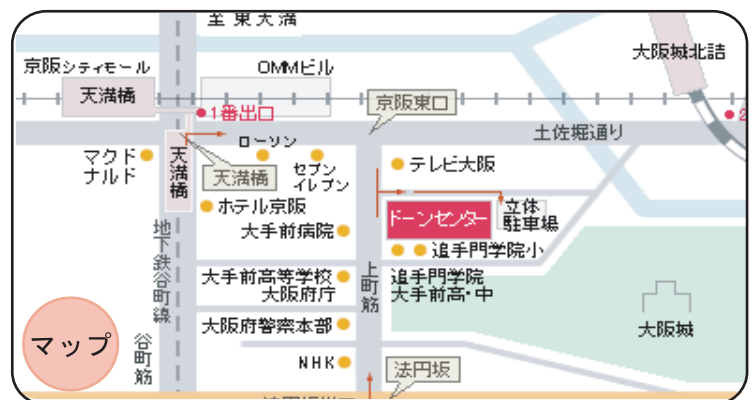 至東天満
京阪シティモール
OMMビル
大阪城北詰
天満橋
1番出口
京阪東口
2
土佐堀通り
ローソン
マクド
ナルド
天満橋
天満橋
セブン
イレブン
テレビ大阪
ホテル京阪
ドーンセンター
立体
駐車場
大手前病院
追手門学院小
地下鉄谷町線
大手前高等学校
大阪府庁
上町筋
追手門学院
大手前高・中
大阪府警察本部
大阪城
マップ
谷町筋
NHK
法円坂